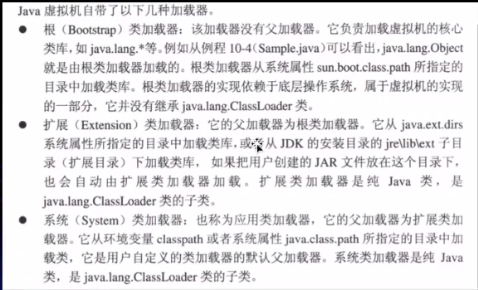 Java 虚拟机自带了以下几种加载器。
● 根（Bootstrap）类加载器：该加载器没有父加载器。它负责加载虚拟机的核心
类库，如 java.lang.*等。例如从例程 10-4（Sample.java）可以看出，java.lang.Object
就是由根类加载器加载的。根类加载器从系统属性 sun.boot.class.path 所指定的
目录中加载类库。根类加载器的实现依赖于底层操作系统，属于虚拟机的实现
的一部分，它并没有继承 java.lang.ClassLoader 类。
● 扩展（Extension）类加载器：它的父加载器为根类加载器。它从 java.ext.dirs
系统属性所指定的目录中加载类库，或者从 JDK 的安装目录的 jre\lib\ext 子目
录（扩展目录）下加载类库，如果把用户创建的 JAR 文件放在这个目录下，
也会自动由扩展类加载器加载。扩展类加载器是纯 Java 类，是
java.lang.ClassLoader 类的子类。
● 系统（System）类加载器：也称为应用类加载器，它的父加载器为扩展类加
载器。它从环境变量 classpath 或者系统属性 java.class.path 所指定的目录中加
载类，它是用户自定义的类加载器的默认父加载器。系统类加载器是纯 Java
类，是 java.lang.ClassLoader 类的子类。